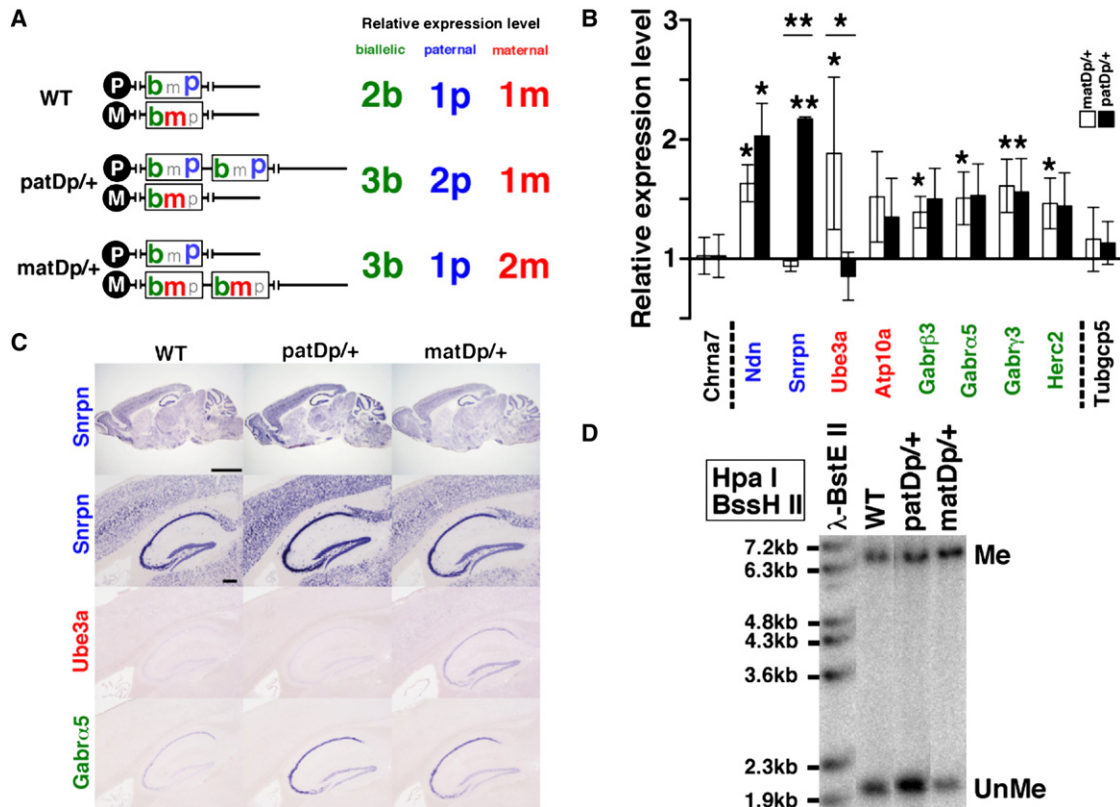 A
Relative expression level
biallelic paternal maternal
WT
P b m p
M b m p
2b 1p 1m
patDp/+
P b m p b m p
M b m p
3b 2p 1m
matDp/+
P b m p
M b m p b m p
3b 1p 2m
B
Relative expression level
3
2
1
** *
* * ** * * * ** *
matDp/+
patDp/+
Chrna7
Ndn
Snrpn
Ube3a
Atp10a
Gabrβ3
Gabrα5
Gabrγ3
Herc2
Tubgcp5
C
WT patDp/+ matDp/+
Snrpn
Snrpn
Ube3a
Gabrα5
D
Hpa I
BssH II
λ-BstE II
WT
patDp/+
matDp/+
7.2kb
6.3kb
4.8kb
4.3kb
3.6kb
2.3kb
1.9kb
Me
UnMe